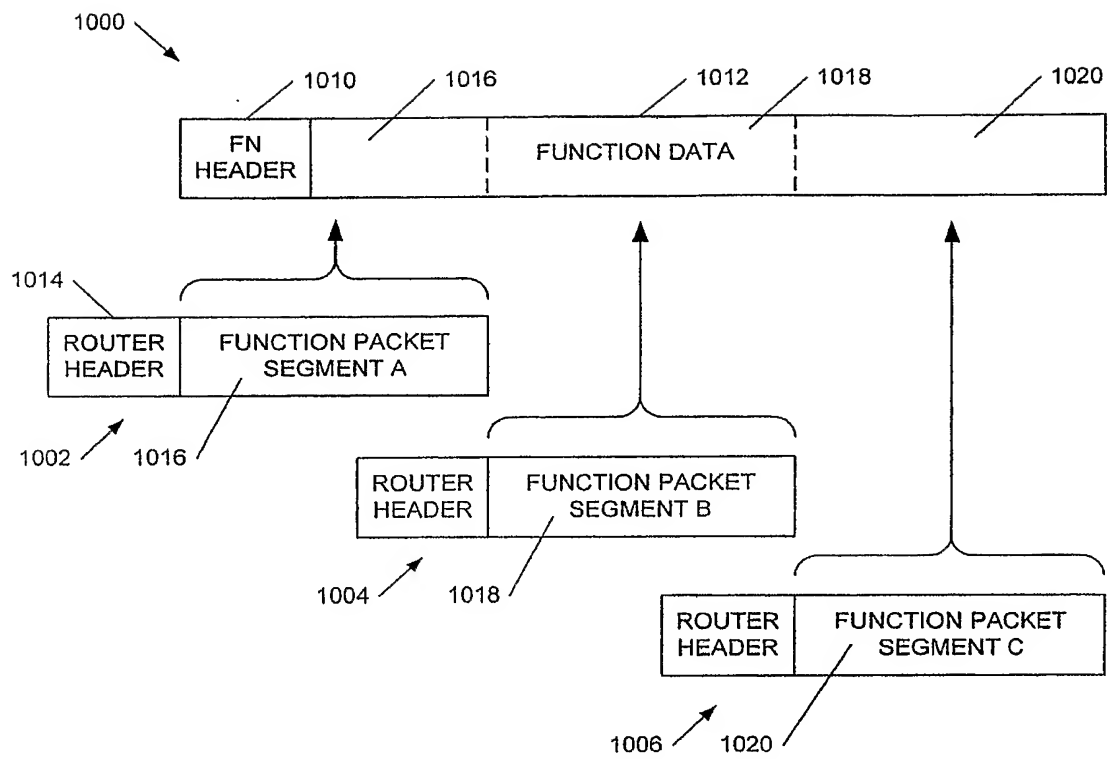 1000
1010
1016
1012
1018
1020
FN
HEADER
FUNCTION DATA
1014
ROUTER
HEADER
FUNCTION PACKET
SEGMENT A
1002
1016
ROUTER
HEADER
FUNCTION PACKET
SEGMENT B
1004
1018
ROUTER
HEADER
FUNCTION PACKET
SEGMENT C
1006
1020